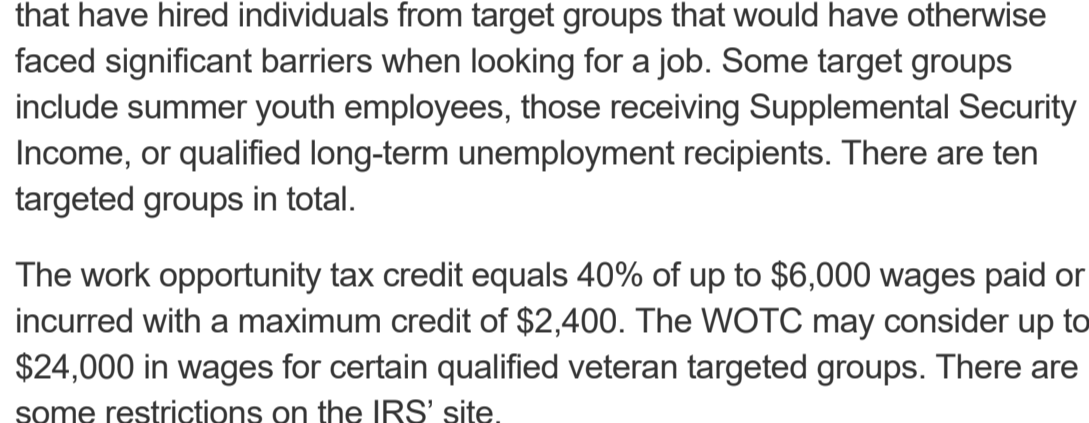 that have hired individuals from target groups that would have otherwise
faced significant barriers when looking for a job. Some target groups
include summer youth employees, those receiving Supplemental Security
Income, or qualified long-term unemployment recipients. There are ten
targeted groups in total.
The work opportunity tax credit equals 40% of up to $6,000 wages paid or
incurred with a maximum credit of $2,400. The WOTC may consider up to
$24,000 in wages for certain qualified veteran targeted groups. There are
some restrictions on the IRS’ site.